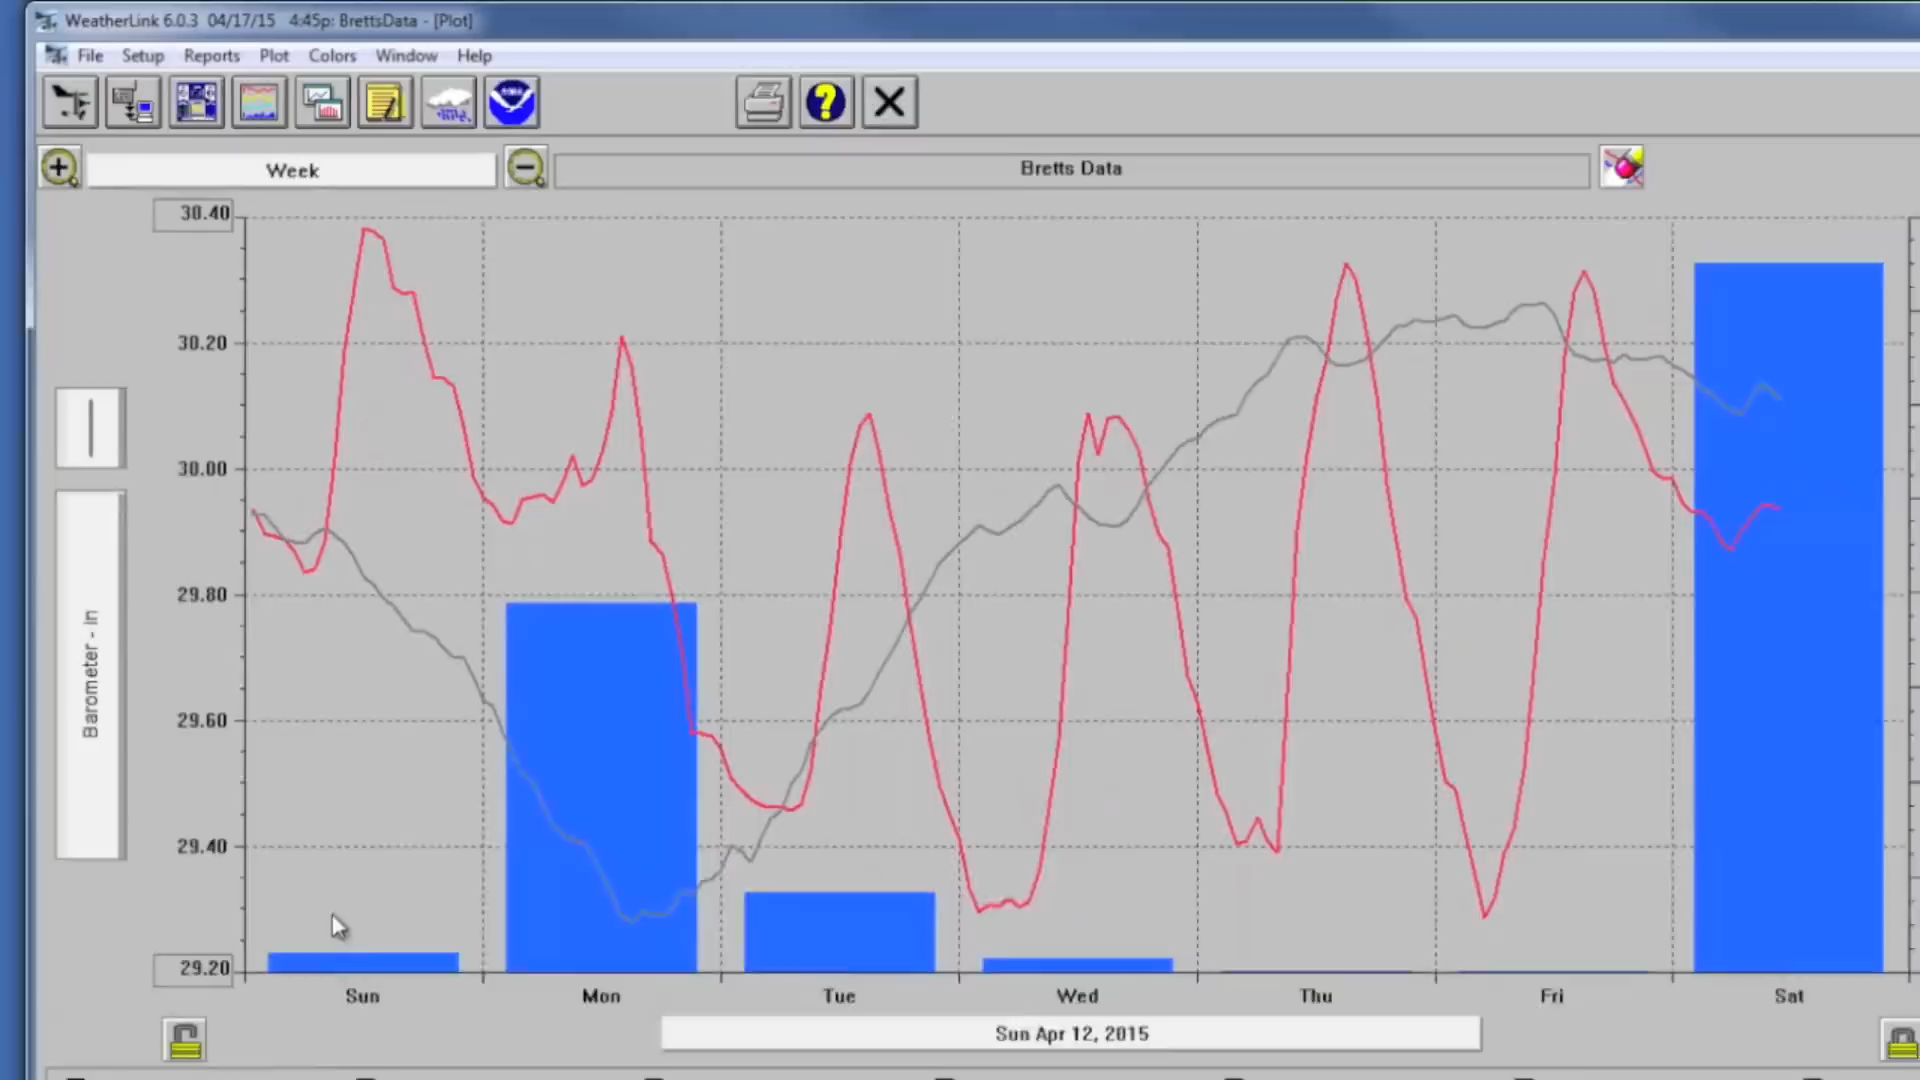 WeatherLink 6.0.3  04/17/15   4:45p: BrettsData - [Plot]
File Setup Reports Plot Colors Window Help
Week
Bretts Data
30.40
30.20
30.00
29.80
29.60
29.40
29.20
Barometer - in
Sun Mon Tue Wed Thu Fri Sat
Sun Apr 12, 2015